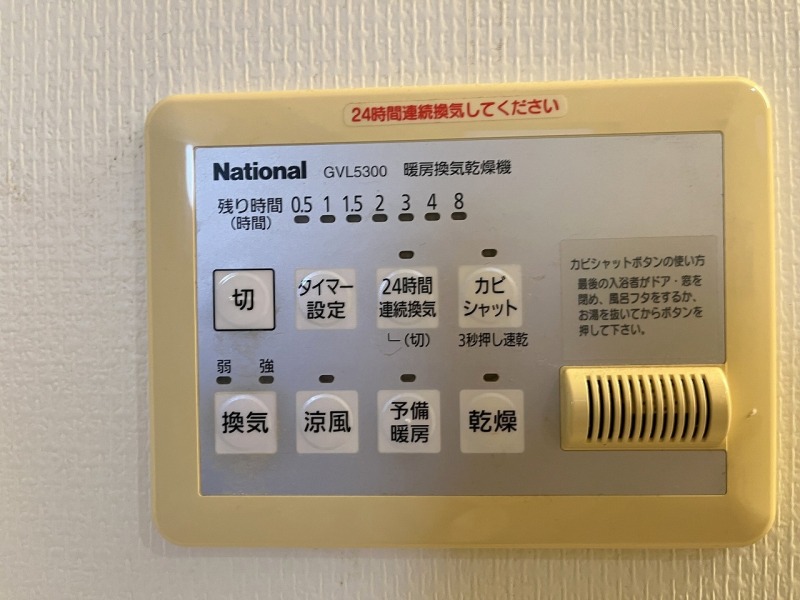 24時間連続換気してください
National GVL5300 暖房換気乾燥機
残り時間 0.5 1 1.5 2 3 4 8
(時間)
切
タイマー
設定
24時間
連続換気
(切)
カビ
シャット
3秒押し速乾
カビシャットボタンの使い方
最後の入浴者がドア・窓を
閉め、風呂フタをするか、
お湯を抜いてからボタンを
押して下さい。
弱 強
換気
涼風
予備
暖房
乾燥